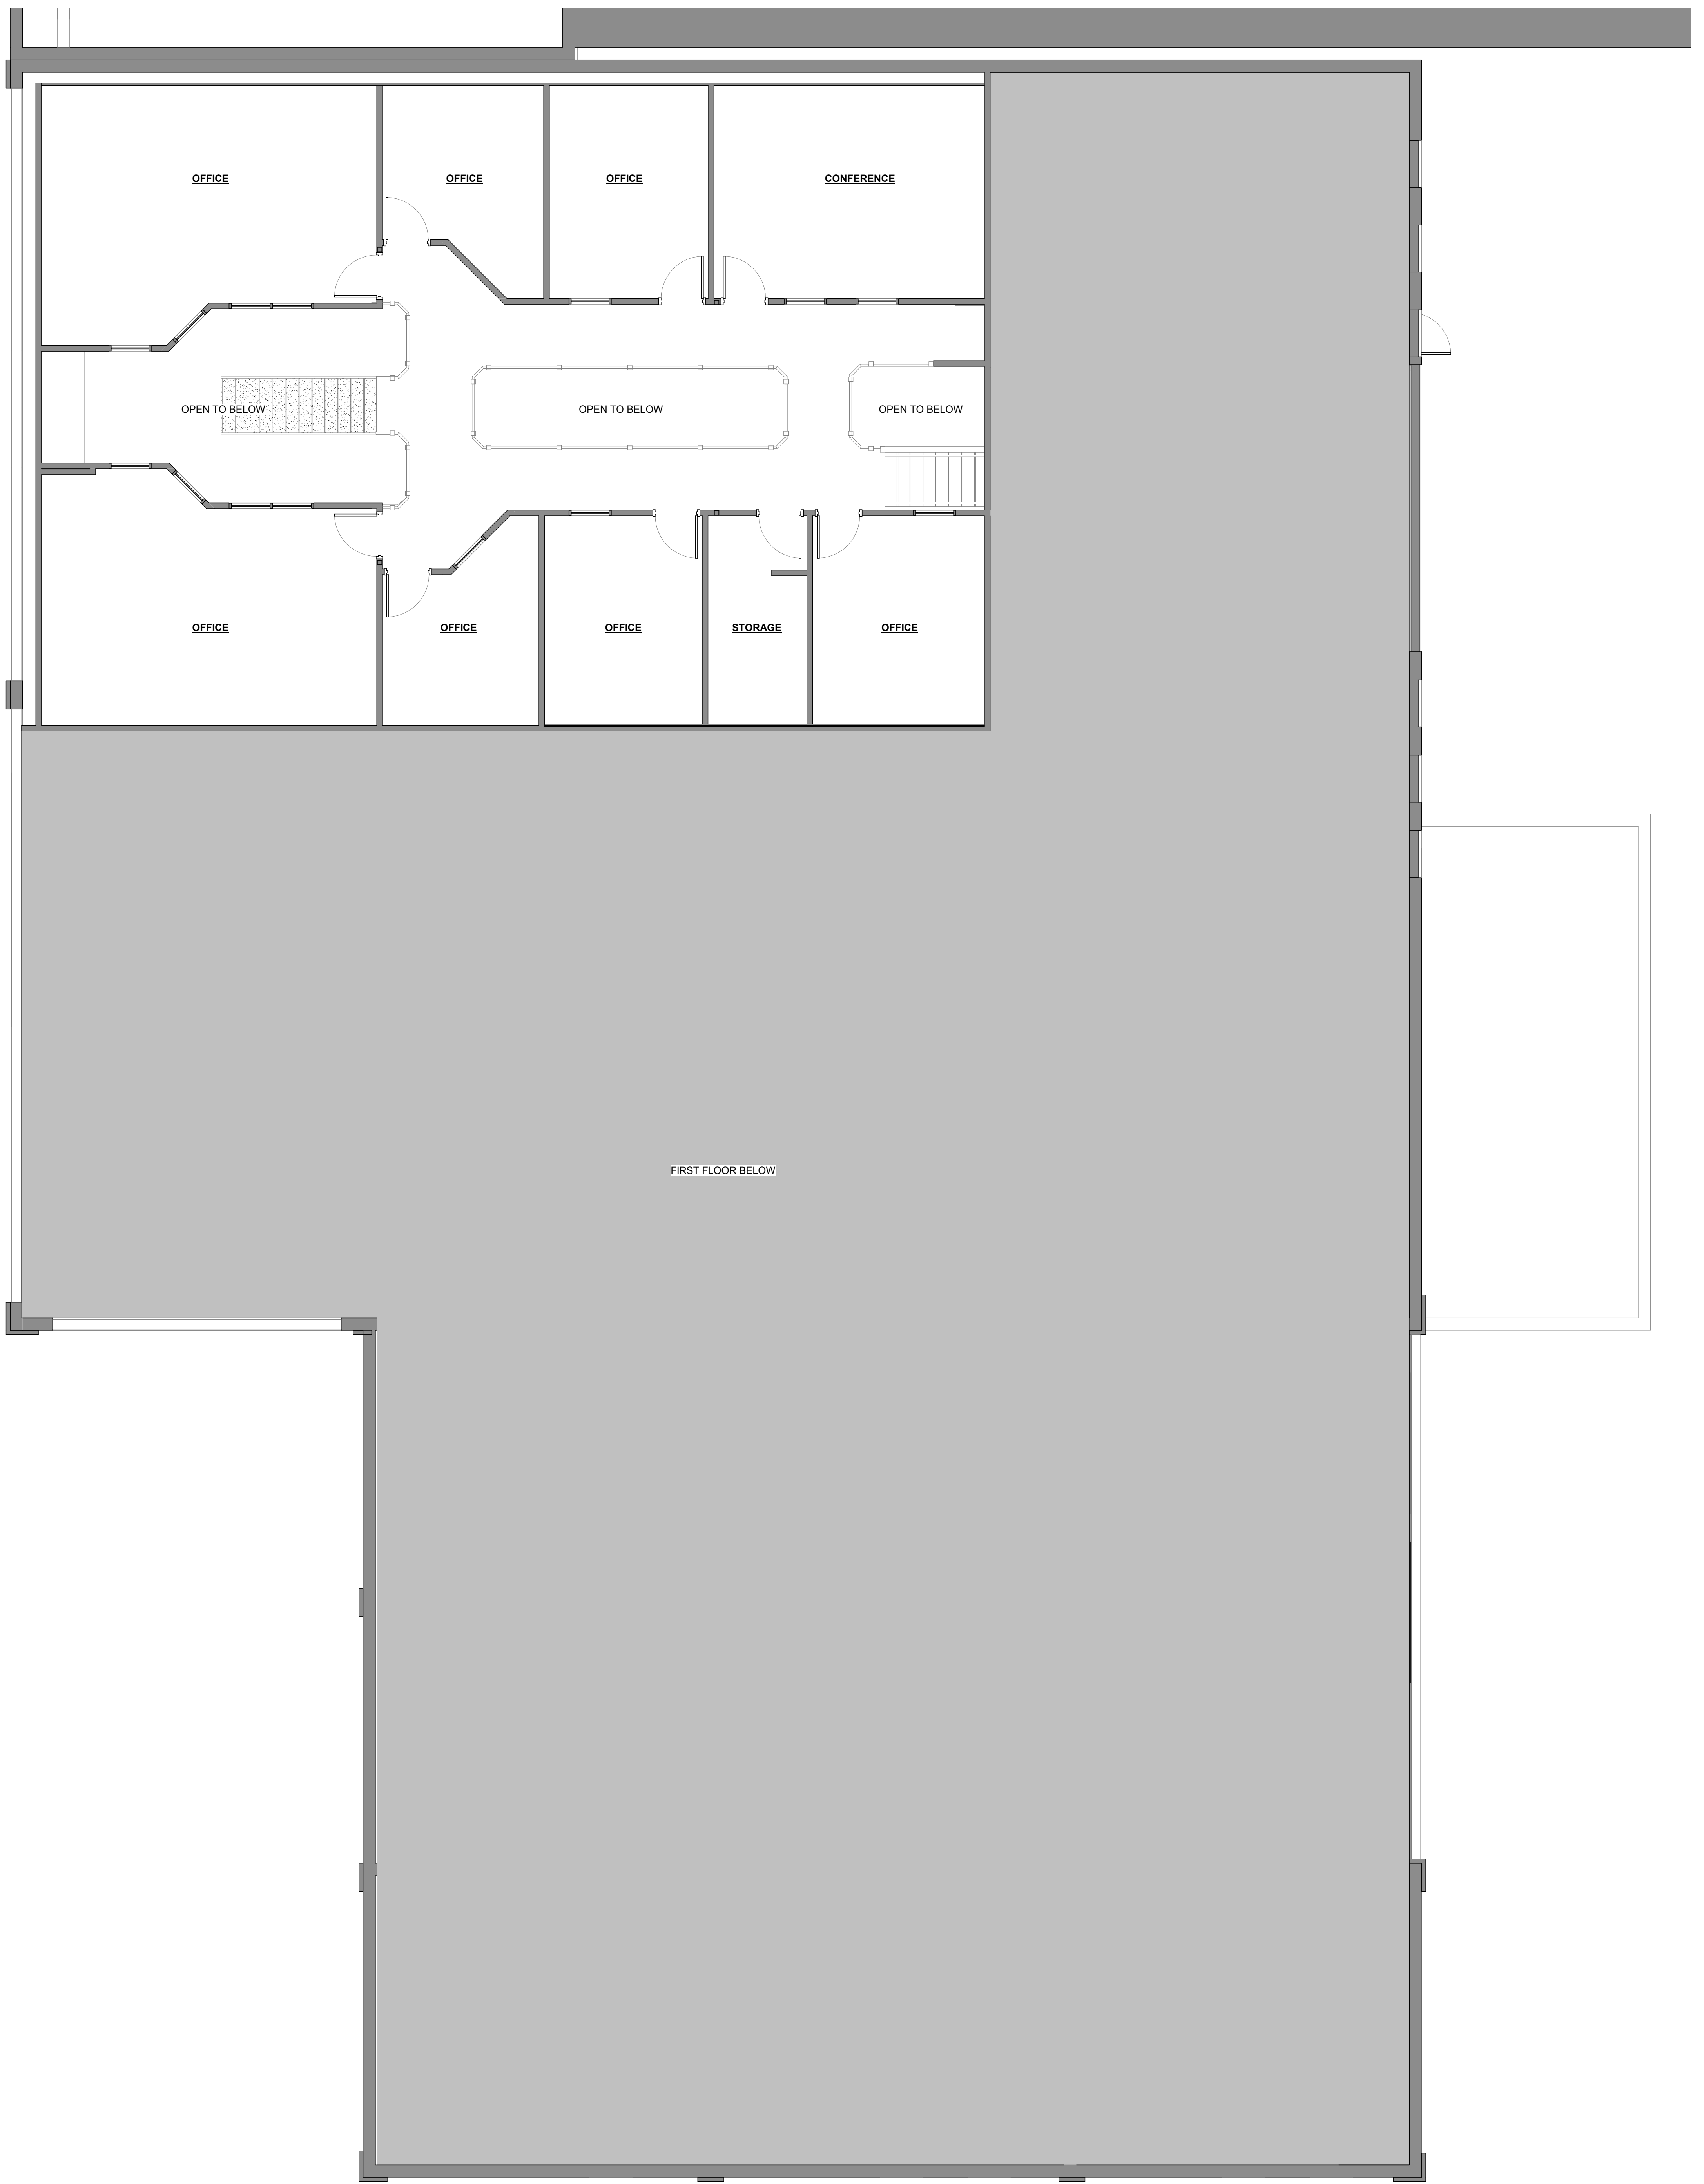 OFFICE
OFFICE
OFFICE
CONFERENCE
OPEN TO BELOW
OPEN TO BELOW
OPEN TO BELOW
OFFICE
OFFICE
OFFICE
STORAGE
OFFICE
FIRST FLOOR BELOW